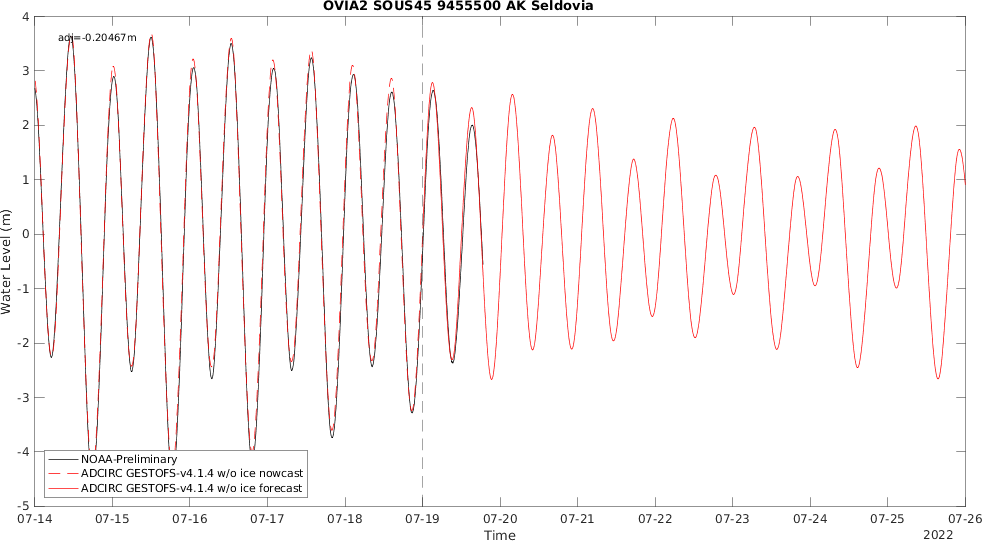 OVIA2 SOUS45 9455500 AK Seldovia
adj=-0.20467m
4
3
2
1
0
-1
-2
-3
-4
-5
Water Level (m)
NOAA-Preliminary
ADCIRC GESTOFS-v4.1.4 w/o ice nowcast
ADCIRC GESTOFS-v4.1.4 w/o ice forecast
07-14 07-15 07-16 07-17 07-18 07-19 07-20 07-21 07-22 07-23 07-24 07-25 07-26
Time
2022